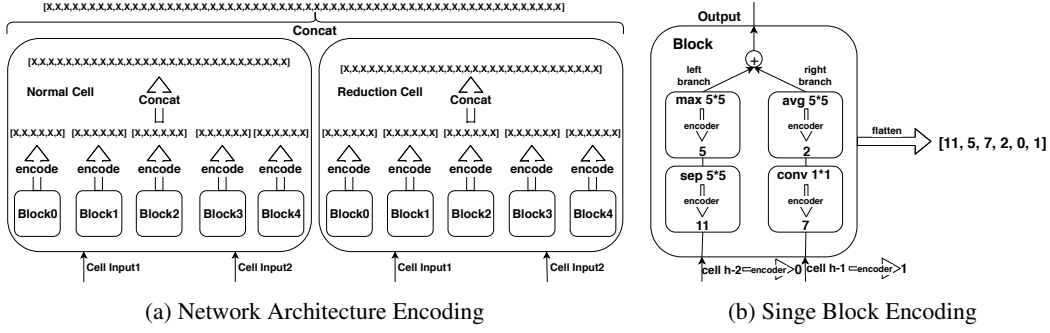 [X,X,X,X,X,X,X,X,X,X,X,X,X,X,X,X,X,X,X,X,X,X,X,X,X,X,X,X,X,X,X,X,X,X,X,X,X,X,X,X,X,X,X,X,X,X,X,X,X,X,X,X,X,X,X,X,X,X,X,X]
Concat
[X,X,X,X,X,X,X,X,X,X,X,X,X,X,X,X,X,X,X,X,X,X,X,X,X,X,X,X,X,X]
Normal Cell
Concat
[X,X,X,X,X,X] [X,X,X,X,X,X] [X,X,X,X,X,X] [X,X,X,X,X,X] [X,X,X,X,X,X]
encode encode encode encode encode
Block0 Block1 Block2 Block3 Block4
Cell Input1 Cell Input2
[X,X,X,X,X,X,X,X,X,X,X,X,X,X,X,X,X,X,X,X,X,X,X,X,X,X,X,X,X,X]
Reduction Cell
Concat
[X,X,X,X,X,X] [X,X,X,X,X,X] [X,X,X,X,X,X] [X,X,X,X,X,X] [X,X,X,X,X,X]
encode encode encode encode encode
Block0 Block1 Block2 Block3 Block4
Cell Input1 Cell Input2
(a) Network Architecture Encoding
Output
Block
+
left
branch
right
branch
max 5*5
encoder
5
avg 5*5
encoder
2
sep 5*5
encoder
11
conv 1*1
encoder
7
cell h-2 encoder 0 cell h-1 encoder 1
flatten
[11, 5, 7, 2, 0, 1]
(b) Singe Block Encoding